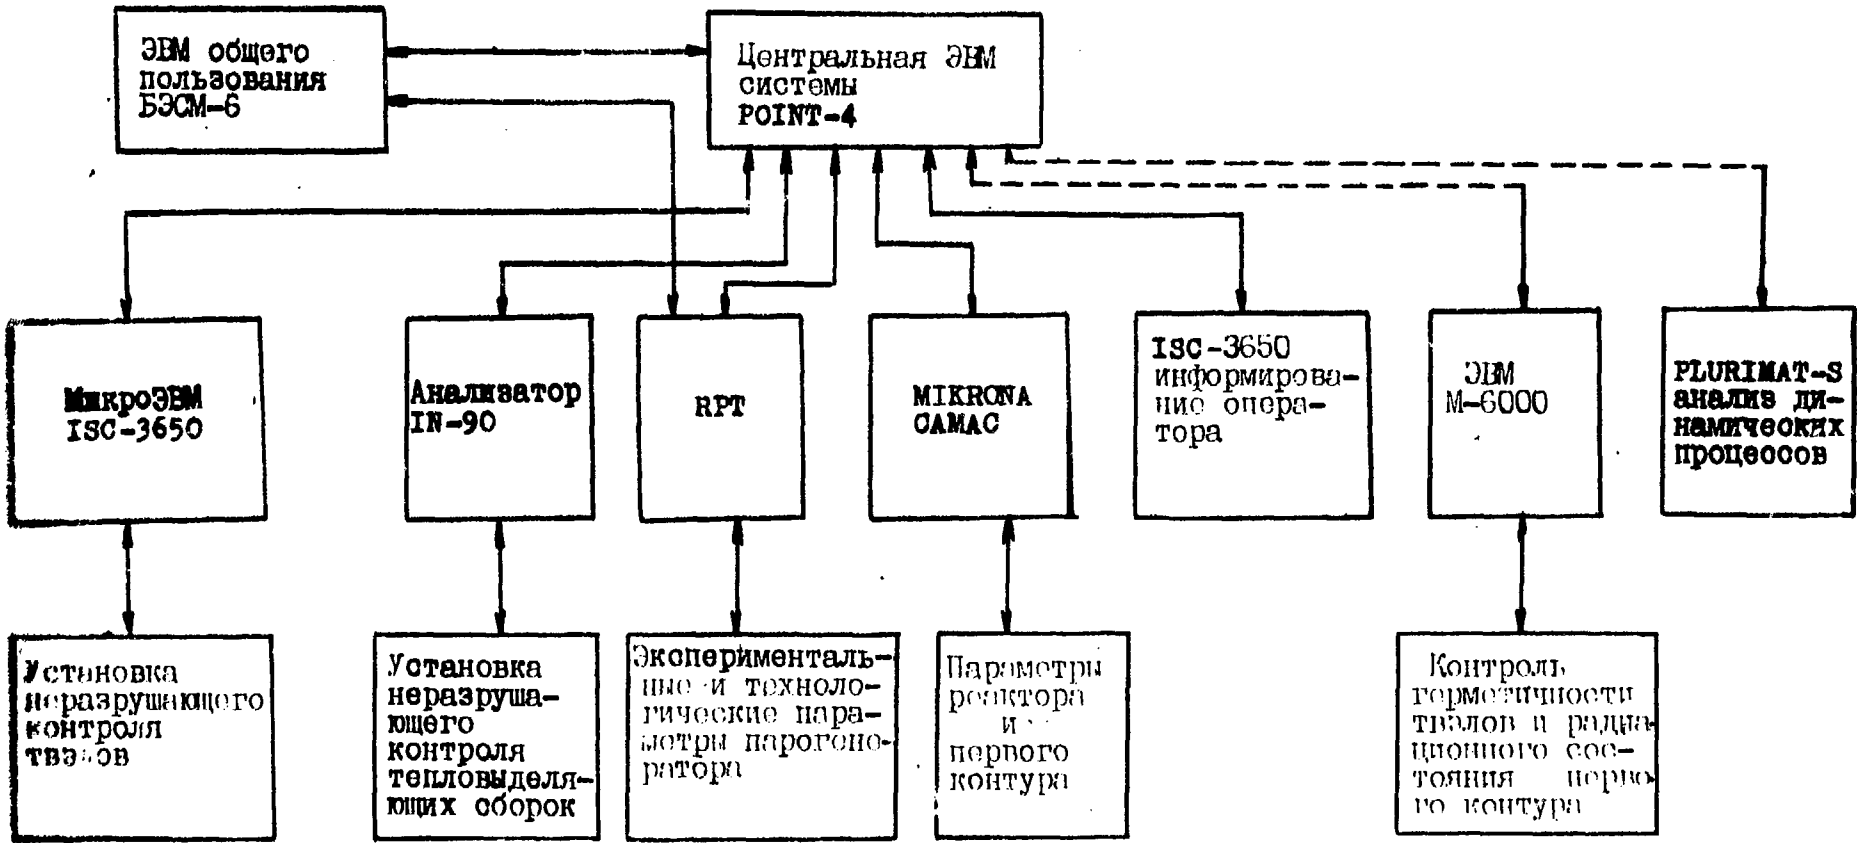 ЭВМ общего
пользования
БЭСМ-6
Центральная ЭВМ
системы
POINT-4
МикроЭВМ
ISC-3650
Анализатор
IN-90
RPT
MIKRONA
CAMAC
ISC-3650
информирова-
ние опера-
тора
ЭВМ
М-6000
PLURIMAT-S
анализ ди-
намических
процессов
Установка
неразрушающего
контроля
твэлов
Установка
неразруша-
ющего
контроля
тепловыделя-
ющих сборок
Эксперименталь-
ные и техноло-
гические пара-
метры парогене-
ратора
Параметры
реактора
и
первого
контура
Контроль
герметичности
твэлов и радиа-
ционного сос-
тояния перво-
го контура